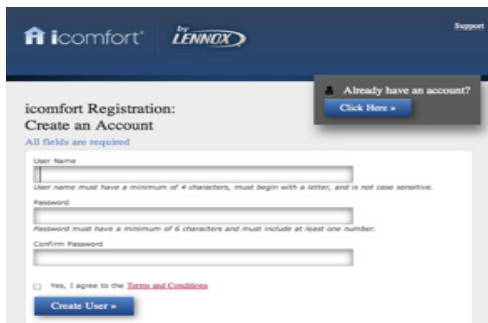 icomfort® by LENNOX
Support
Already have an account?
Click Here »
icomfort Registration:
Create an Account
All fields are required
User Name
User name must have a minimum of 4 characters, must begin with a letter, and is not case sensitive.
Password
Password must have a minimum of 6 characters and must include at least one number.
Confirm Password
Yes, I agree to the Terms and Conditions
Create User »